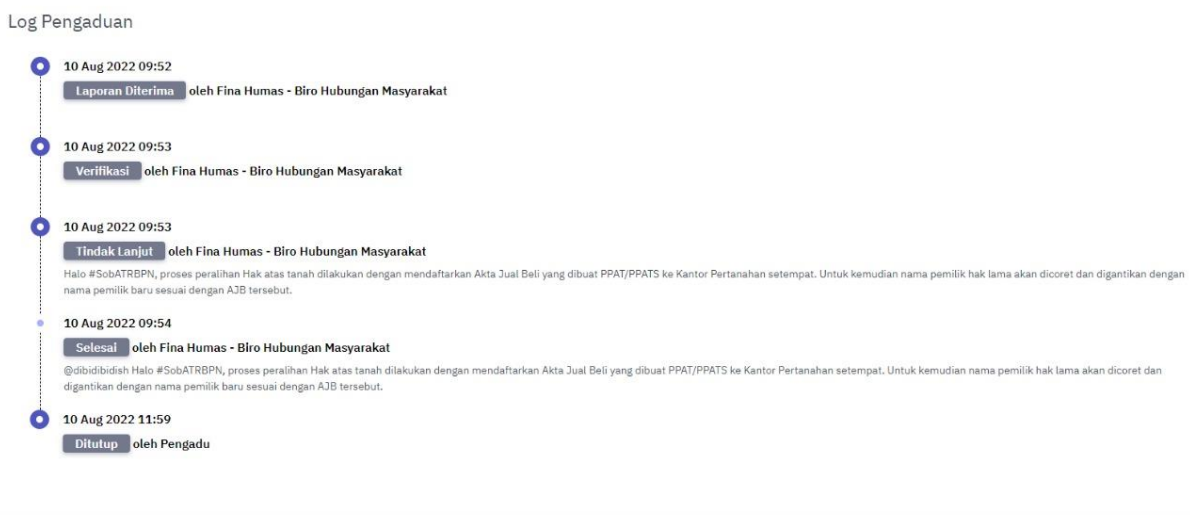 Log Pengaduan
10 Aug 2022 09:52
Laporan Diterima oleh Fina Humas - Biro Hubungan Masyarakat
10 Aug 2022 09:53
Verifikasi oleh Fina Humas - Biro Hubungan Masyarakat
10 Aug 2022 09:53
Tindak Lanjut oleh Fina Humas - Biro Hubungan Masyarakat
Halo #SobATRBPN, proses peralihan Hak atas tanah dilakukan dengan mendaftarkan Akta Jual Beli yang dibuat PPAT/PPATS ke Kantor Pertanahan setempat. Untuk kemudian nama pemilik hak lama akan dicoret dan digantikan dengan
nama pemilik baru sesuai dengan AJB tersebut.
10 Aug 2022 09:54
Selesai oleh Fina Humas - Biro Hubungan Masyarakat
@dibidibidish Halo #SobATRBPN, proses peralihan Hak atas tanah dilakukan dengan mendaftarkan Akta Jual Beli yang dibuat PPAT/PPATS ke Kantor Pertanahan setempat. Untuk kemudian nama pemilik hak lama akan dicoret dan
digantikan dengan nama pemilik baru sesuai dengan AJB tersebut.
10 Aug 2022 11:59
Ditutup oleh Pengadu